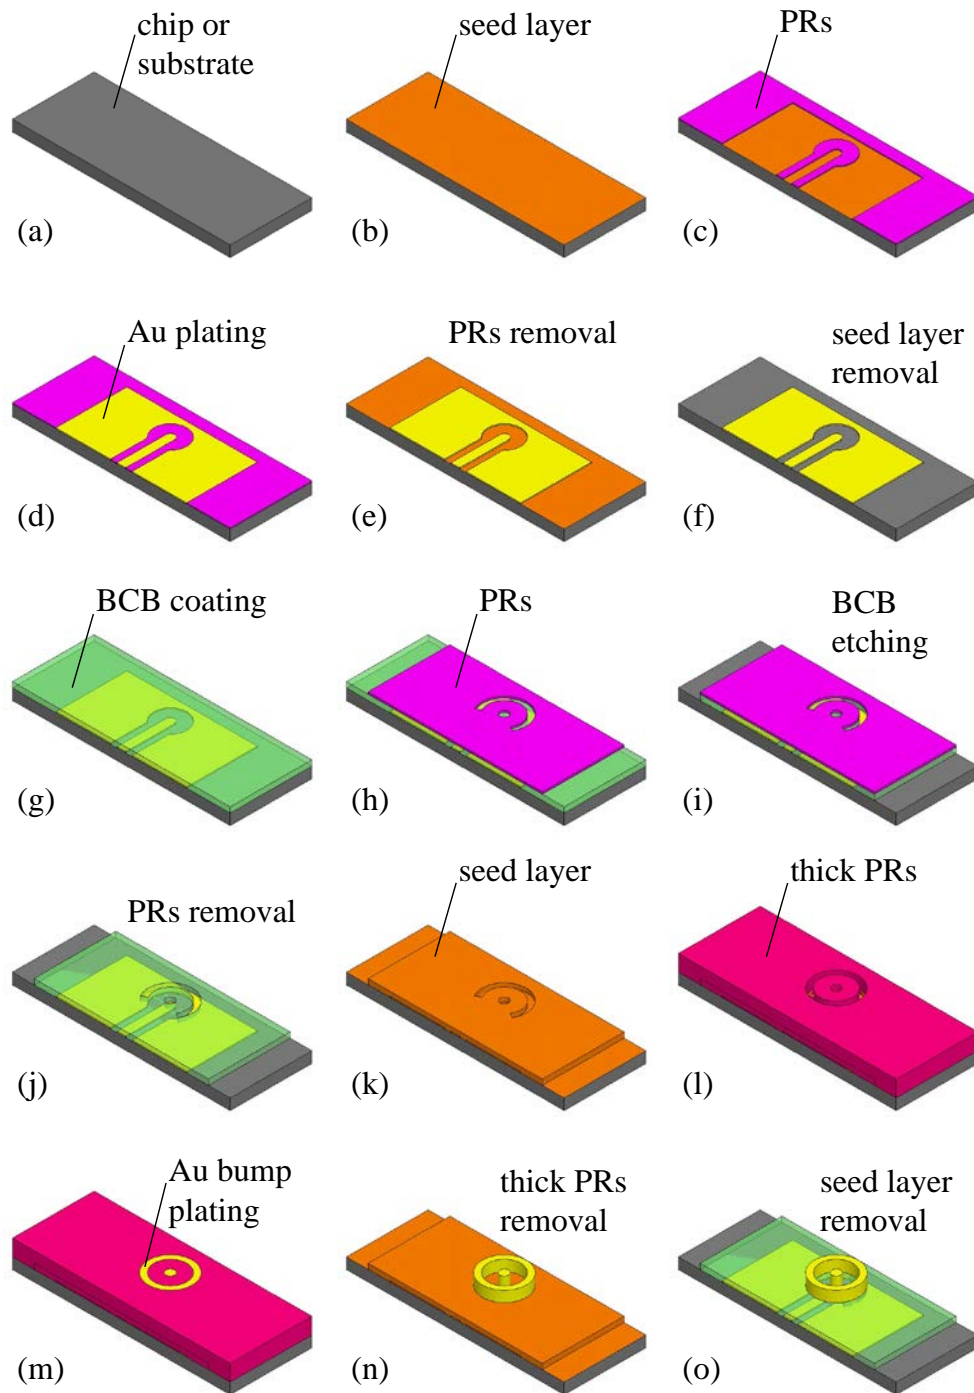 chip or
substrate
seed layer
PRs
(a)
(b)
(c)
Au plating
PRs removal
seed layer
removal
(d)
(e)
(f)
BCB coating
PRs
BCB
etching
(g)
(h)
(i)
PRs removal
seed layer
thick PRs
(j)
(k)
(l)
Au bump
plating
thick PRs
removal
seed layer
removal
(m)
(n)
(o)